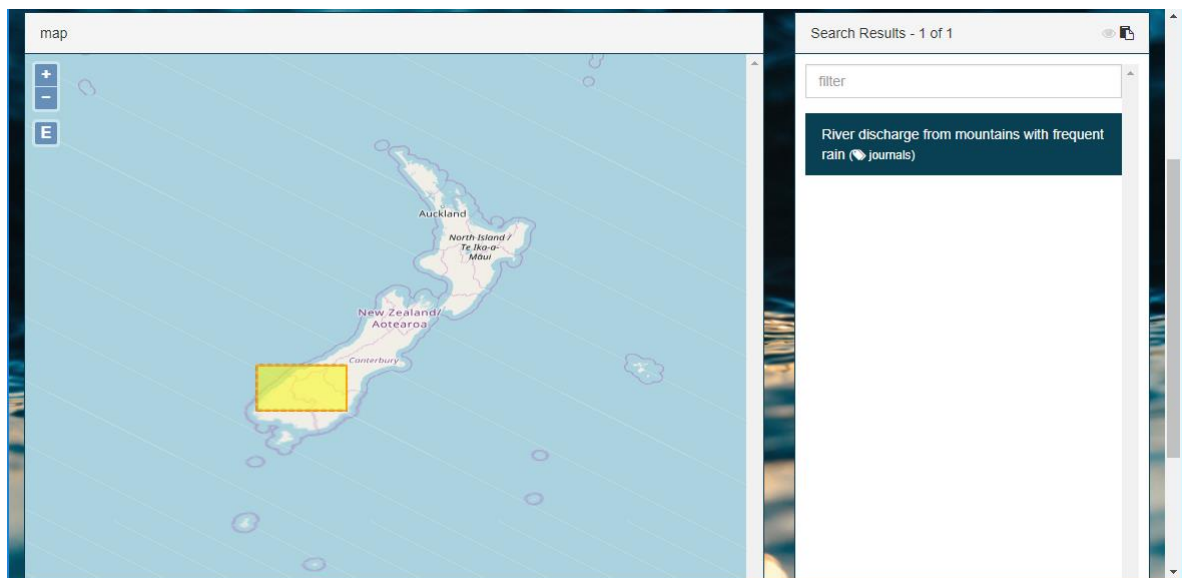 map
Search Results - 1 of 1
+
−
E
filter
River discharge from mountains with frequent
rain (journals)
Auckland
North Island /
Te Ika-a-
Māui
New Zealand/
Aotearoa
Canterbury